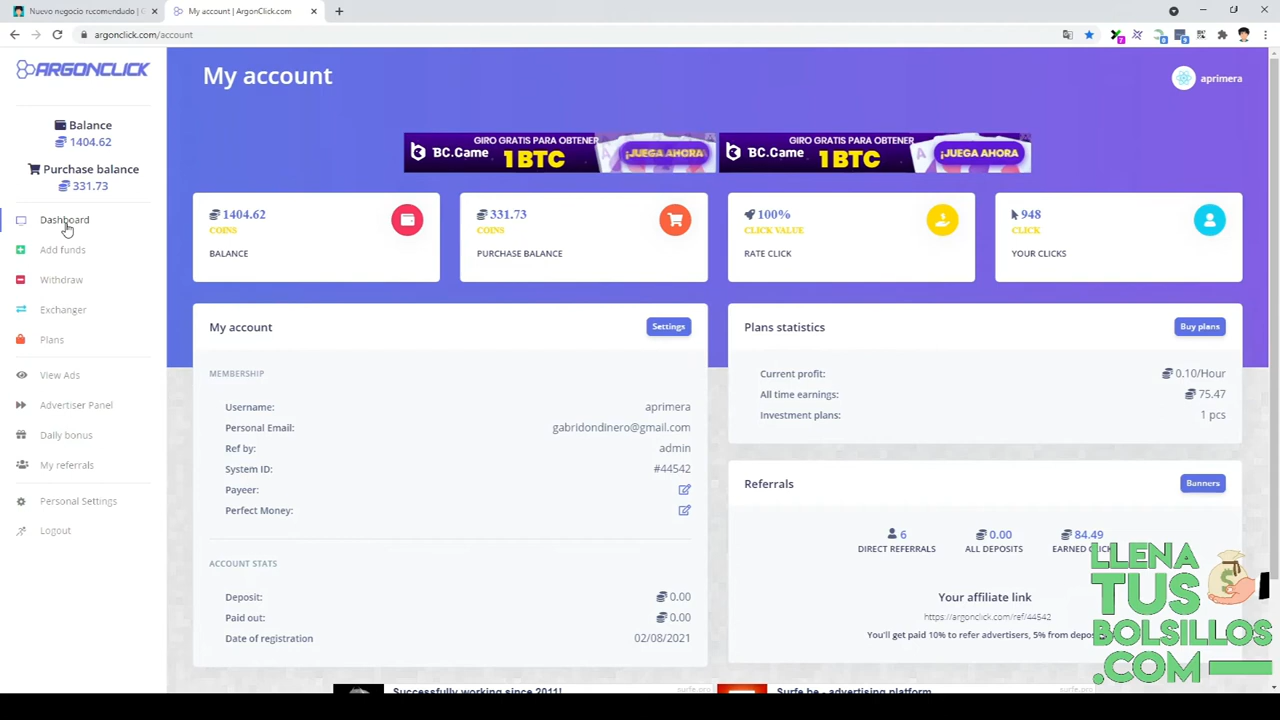 Nuevo negocio recomendado |
My account | ArgonClick.com
argonclick.com/account
ARGONCLICK
Balance
1404.62
Purchase balance
331.73
Dashboard
Add funds
Withdraw
Exchanger
Plans
View Ads
Advertiser Panel
Daily bonus
My referrals
Personal Settings
Logout
My account
aprimera
BC.Game
GIRO GRATIS PARA OBTENER
1BTC
¡JUEGA AHORA
BC.Game
GIRO GRATIS PARA OBTENER
1BTC
¡JUEGA AHORA
1404.62
COINS
BALANCE
331.73
COINS
PURCHASE BALANCE
100%
CLICK VALUE
RATE CLICK
948
CLICK
YOUR CLICKS
My account
Settings
MEMBERSHIP
Username: aprimera
Personal Email: gabridondinero@gmail.com
Ref by: admin
System ID: #44542
Payeer:
Perfect Money:
ACCOUNT STATS
Deposit: 0.00
Paid out: 0.00
Date of registration 02/08/2021
Plans statistics
Buy plans
Current profit: 0.10/Hour
All time earnings: 75.47
Investment plans: 1 pcs
Referrals
Banners
6
DIRECT REFERRALS
0.00
ALL DEPOSITS
84.49
EARNED
Your affiliate link
https://argonclick.com/ref/44542
You'll get paid 10% to refer advertisers, 5% from
LLENA
TUS
BOLSILLOS
.COM
Successfully working since 2011!
surfe.pro
Surfe.be - advertising platform
surfe.pro